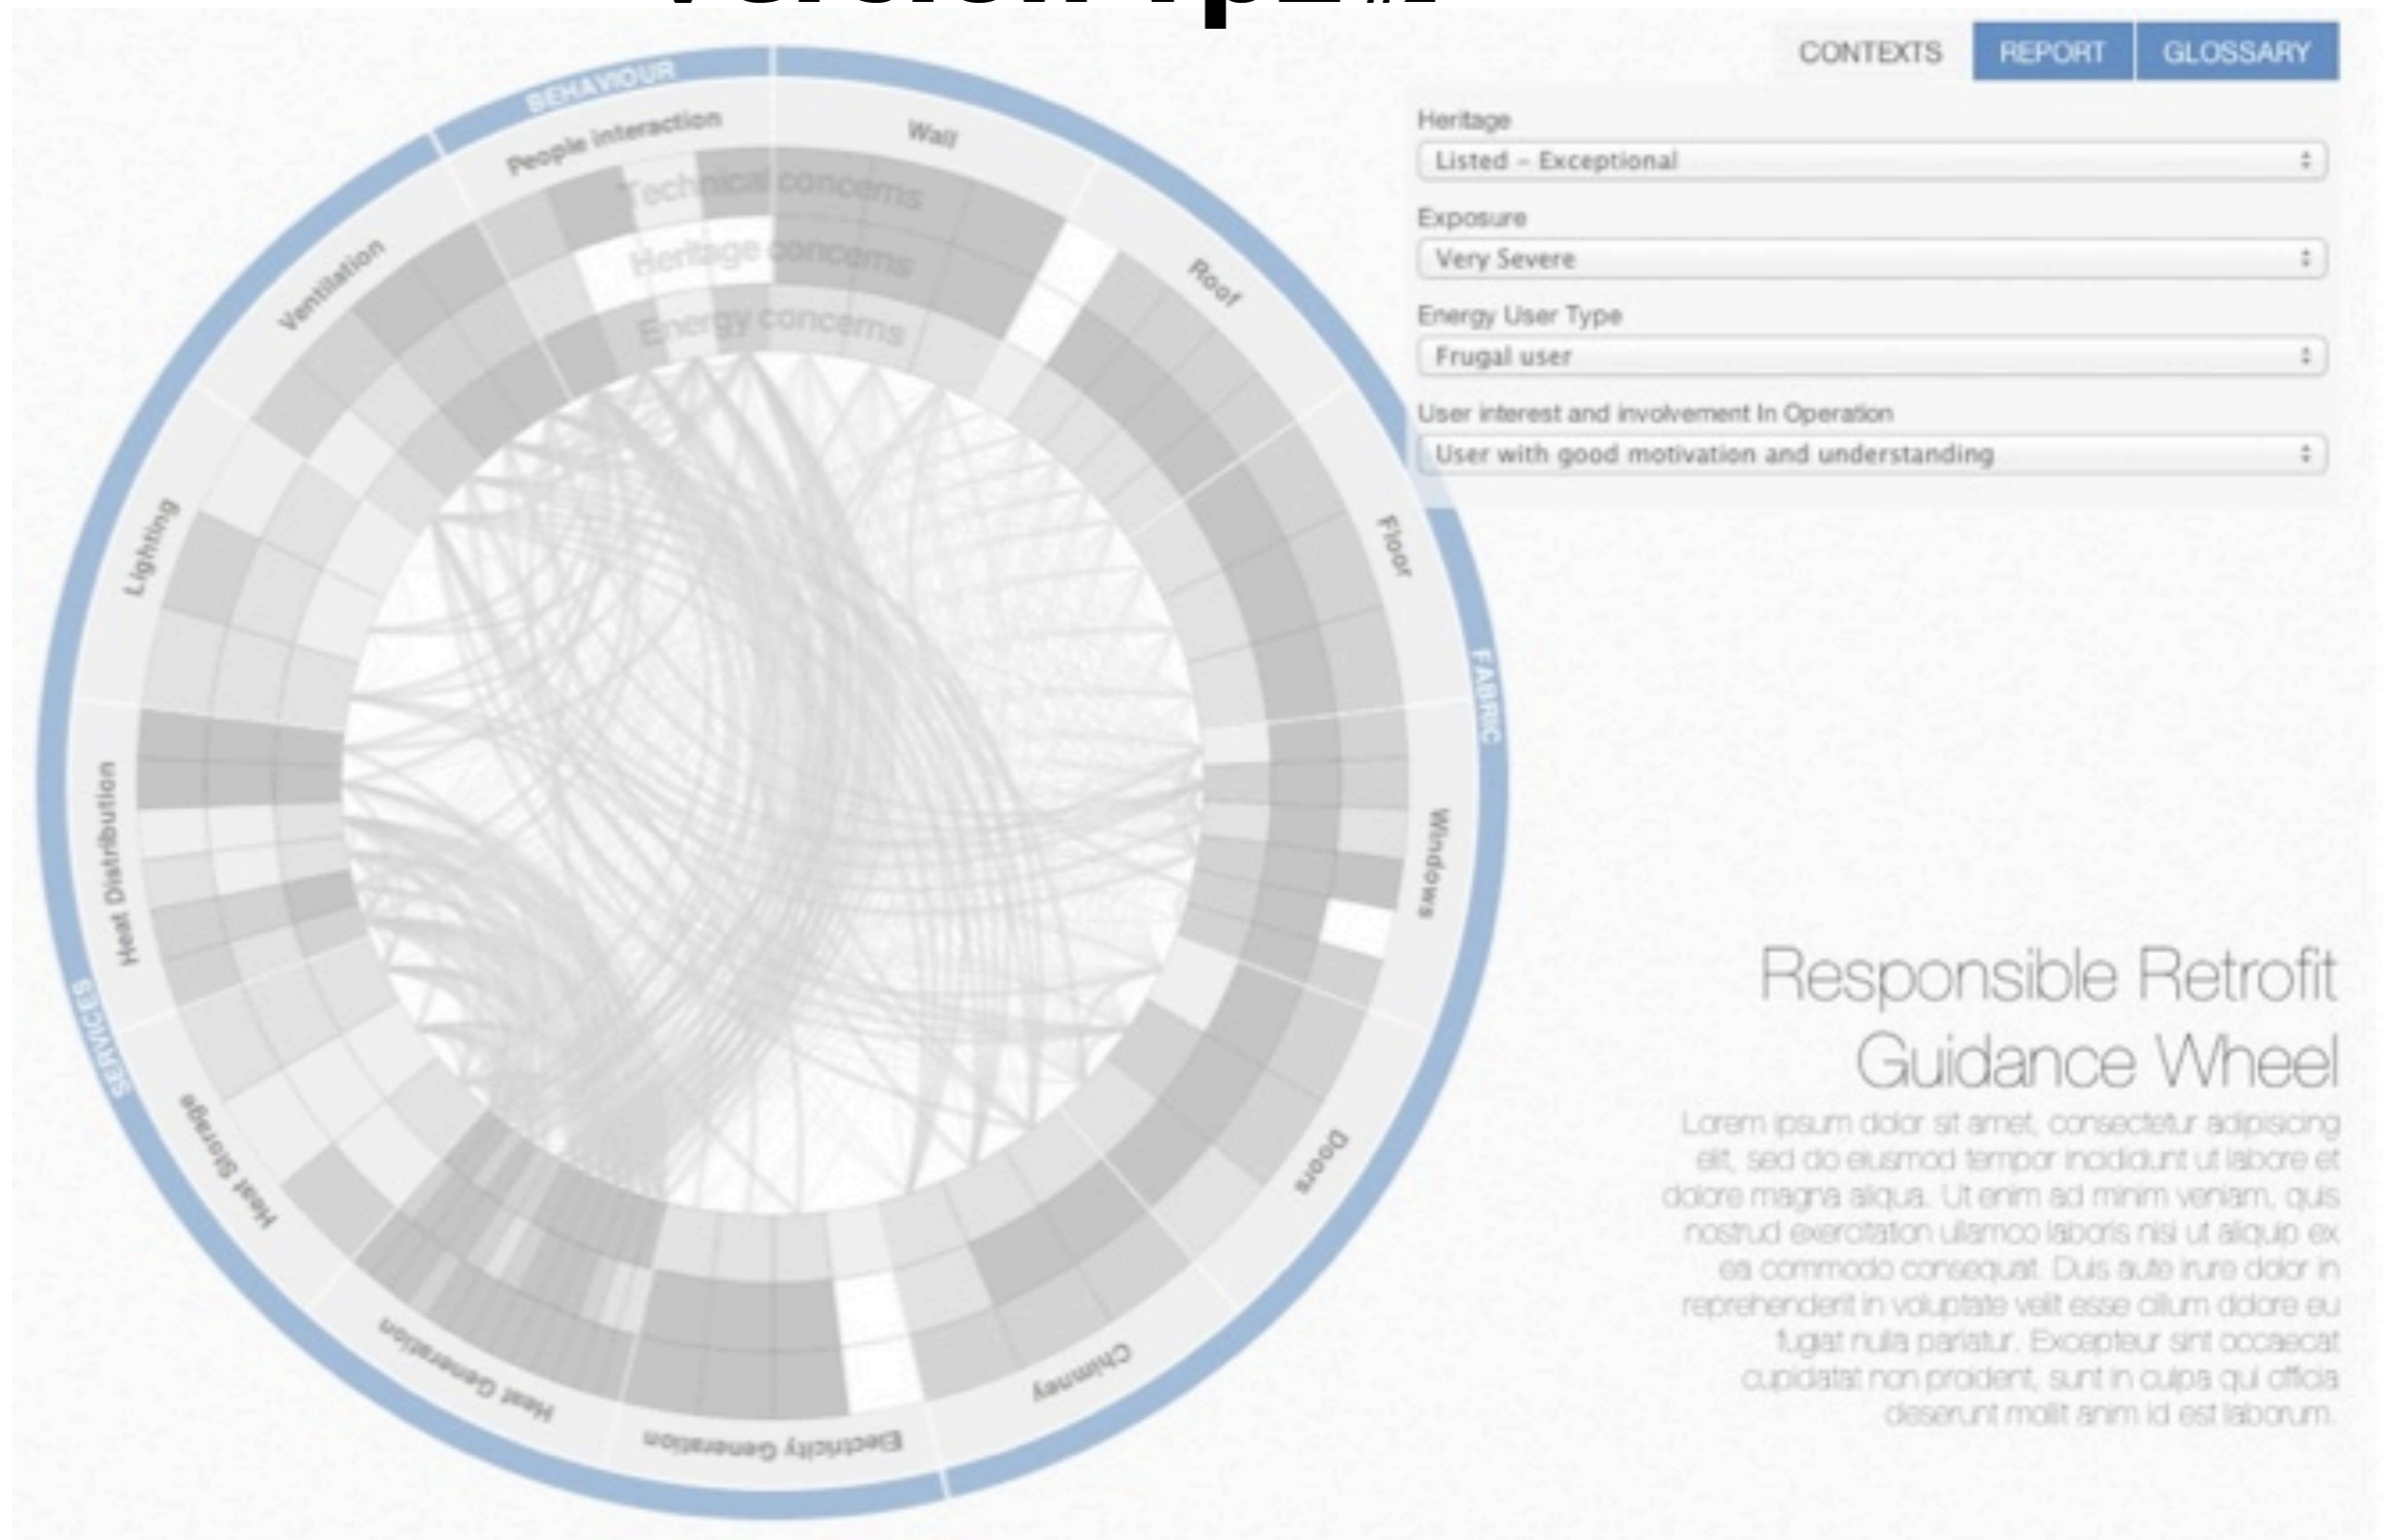 CONTEXTS
REPORT
GLOSSARY
Heritage
Listed – Exceptional
Exposure
Very Severe
Energy User Type
Frugal user
User interest and involvement In Operation
User with good motivation and understanding
BEHAVIOUR
People interaction
Wall
Roof
Floor
FABRIC
Windows
Doors
Chimney
Electricity Generation
Heat Generation
Heat Storage
SERVICES
Heat Distribution
Lighting
Ventilation
Technical concerns
Heritage concerns
Energy concerns
Responsible Retrofit
Guidance Wheel
Lorem ipsum dolor sit amet, consectetur adipisicing
elit, sed do eiusmod tempor incididunt ut labore et
dolore magna aliqua. Ut enim ad minim veniam, quis
nostrud exercitation ullamco laboris nisi ut aliquip ex
ea commodo consequat. Duis aute irure dolor in
reprehenderit in voluptate velit esse cillum dolore eu
fugiat nulla pariatur. Excepteur sint occaecat
cupidatat non proident, sunt in culpa qui officia
deserunt mollit anim id est laborum.